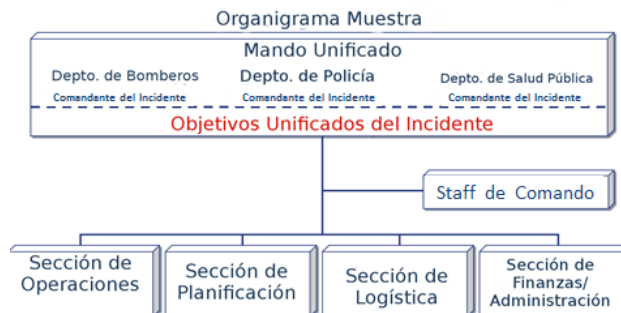 Organigrama Muestra
Mando Unificado
Depto. de Bomberos Depto. de Policía Depto. de Salud Pública
Comandante del Incidente Comandante del Incidente Comandante del Incidente
Objetivos Unificados del Incidente
Staff de Comando
Sección de
Operaciones
Sección de
Planificación
Sección de
Logística
Sección de
Finanzas/
Administración